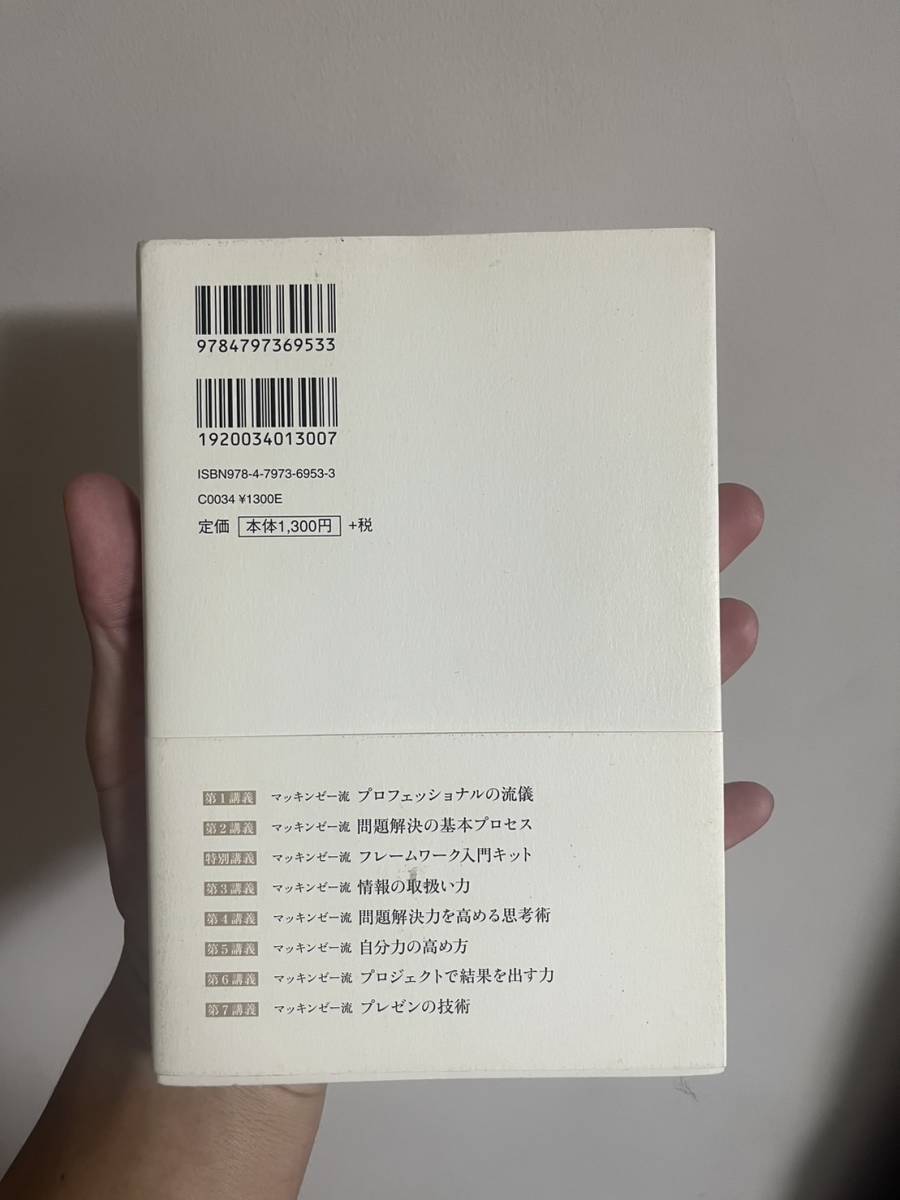 9784797369533
1920034013007
ISBN978-4-7973-6953-3
C0034 ¥1300E
定価 本体1,300円 +税
第1講義 マッキンゼー流 プロフェッショナルの流儀
第2講義 マッキンゼー流 問題解決の基本プロセス
特別講義 マッキンゼー流 フレームワーク入門キット
第3講義 マッキンゼー流 情報の取扱い力
第4講義 マッキンゼー流 問題解決力を高める思考術
第5講義 マッキンゼー流 自分力の高め方
第6講義 マッキンゼー流 プロジェクトで結果を出す力
第7講義 マッキンゼー流 プレゼンの技術